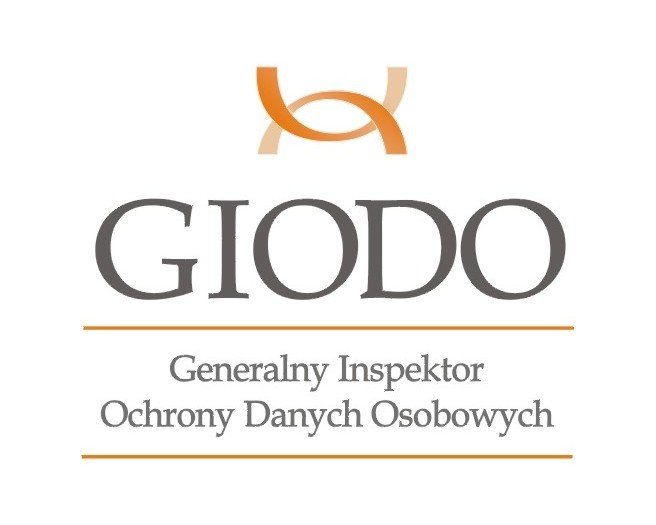 GIODO
Generalny Inspektor
Ochrony Danych Osobowych